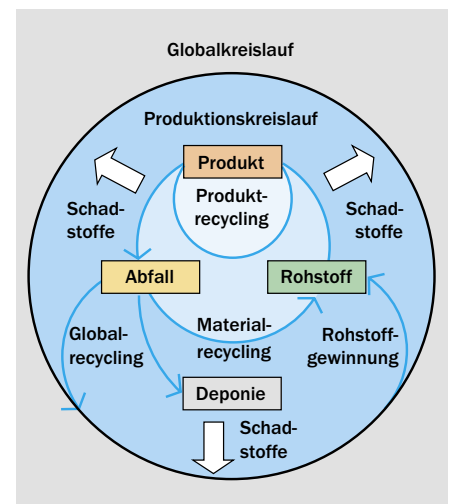 Globalkreislauf
Produktionskreislauf
Produkt
Produkt-
recycling
Schad-
stoffe
Schad-
stoffe
Abfall
Rohstoff
Global-
recycling
Material-
recycling
Rohstoff-
gewinnung
Deponie
Schad-
stoffe